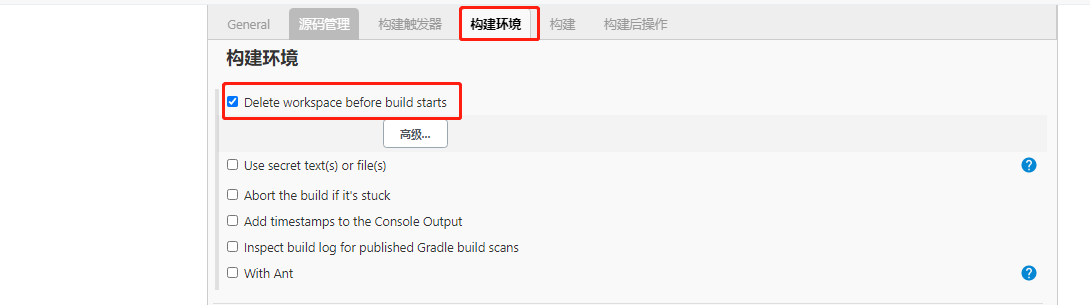 General 源码管理 构建触发器 构建环境 构建 构建后操作
构建环境
Delete workspace before build starts
高级...
Use secret text(s) or file(s)
Abort the build if it's stuck
Add timestamps to the Console Output
Inspect build log for published Gradle build scans
With Ant